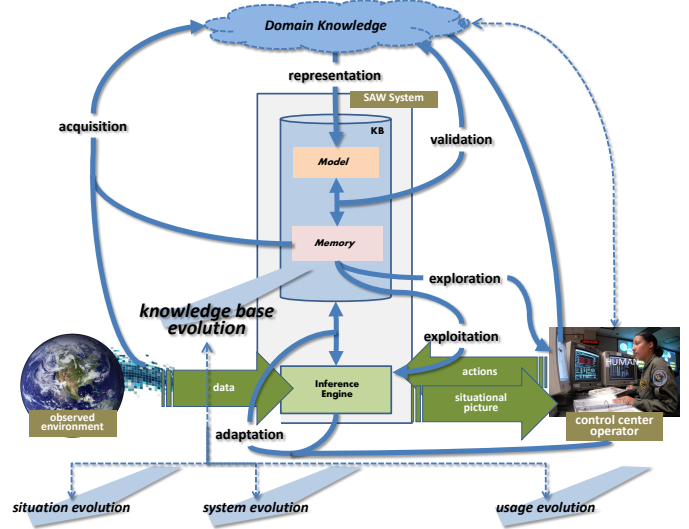 Domain Knowledge
representation
SAW System
acquisition
KB
validation
Model
Memory
exploration
knowledge base
evolution
exploitation
HUMAN
data
Inference
Engine
actions
situational
picture
observed
environment
control center
operator
adaptation
situation evolution
system evolution
usage evolution